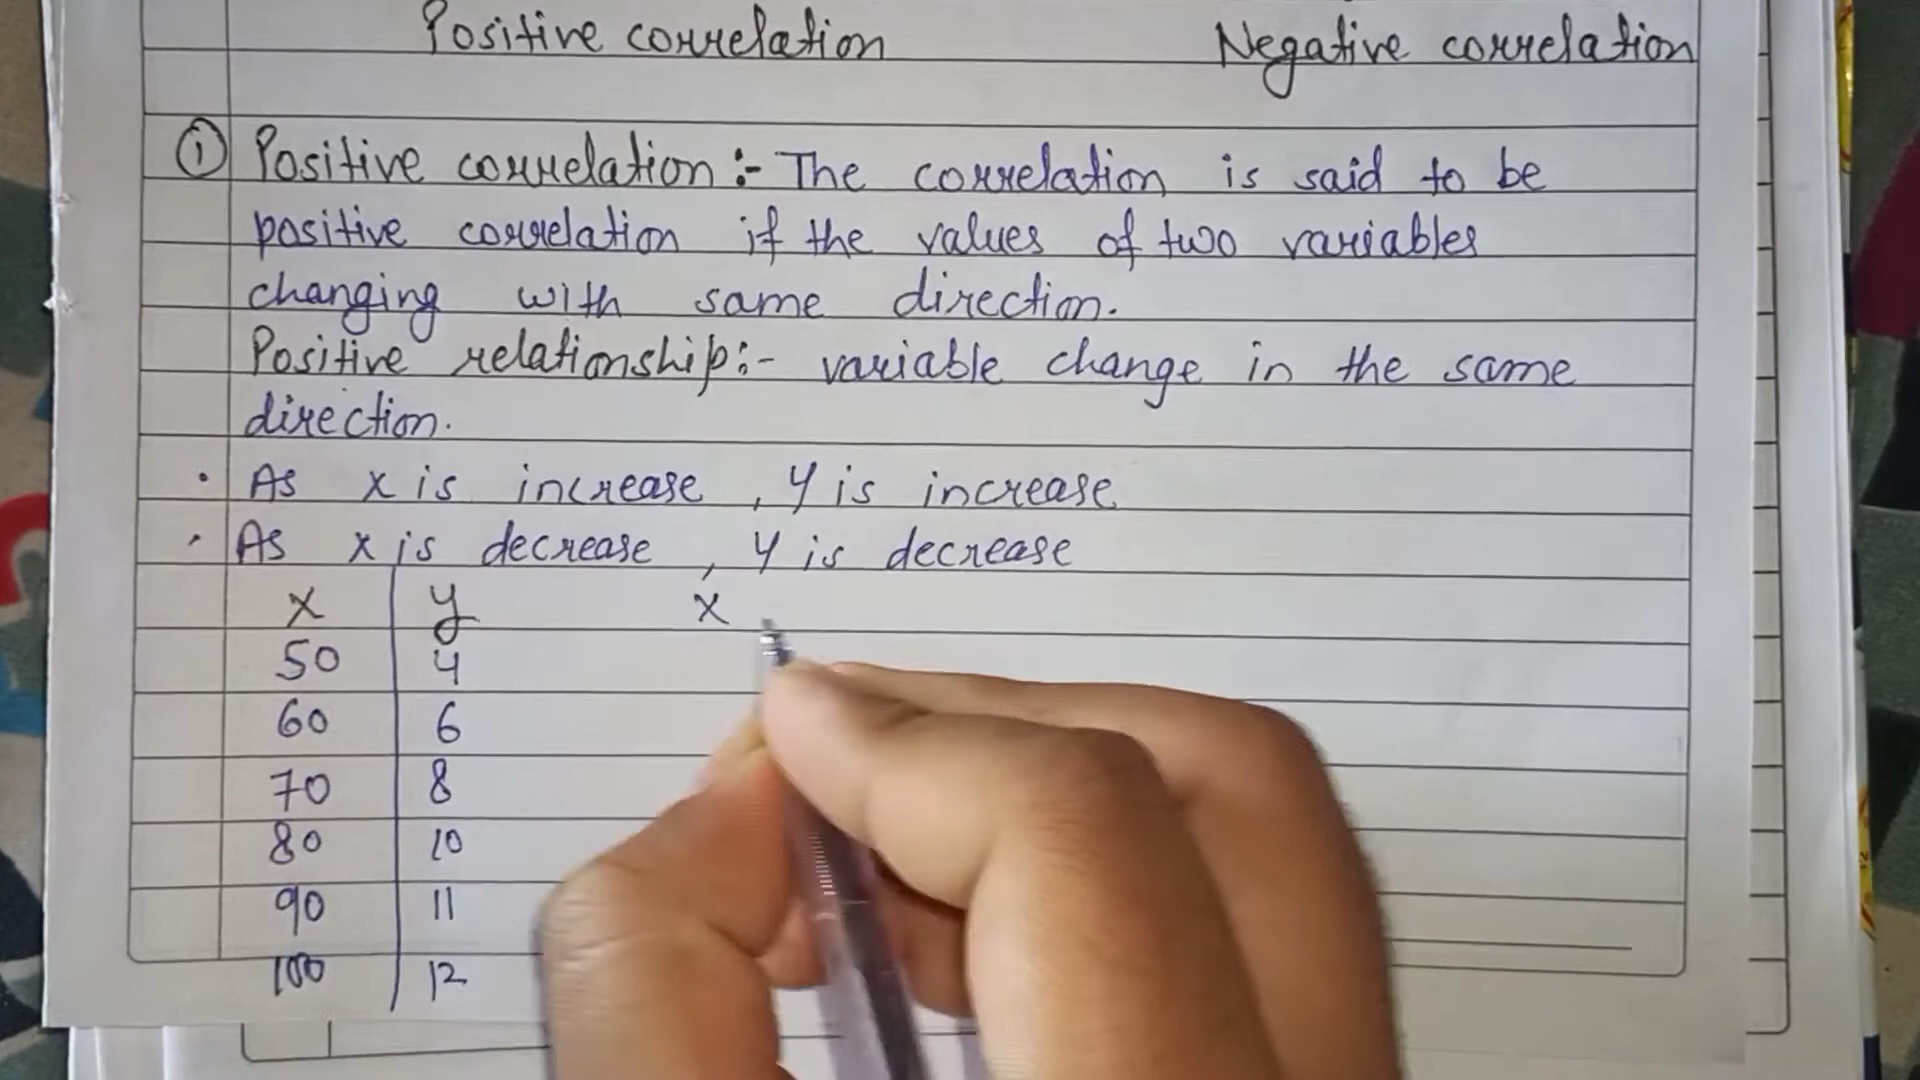 Positive correlation Negative correlation
① Positive correlation :- The correlation is said to be
positive correlation if the values of two variables
changing with same direction.
Positive relationship :- variable change in the same
direction.
· As x is increase , y is increase
· As x is decrease , y is decrease
x y x
50 4
60 6
70 8
80 10
90 11
100 12